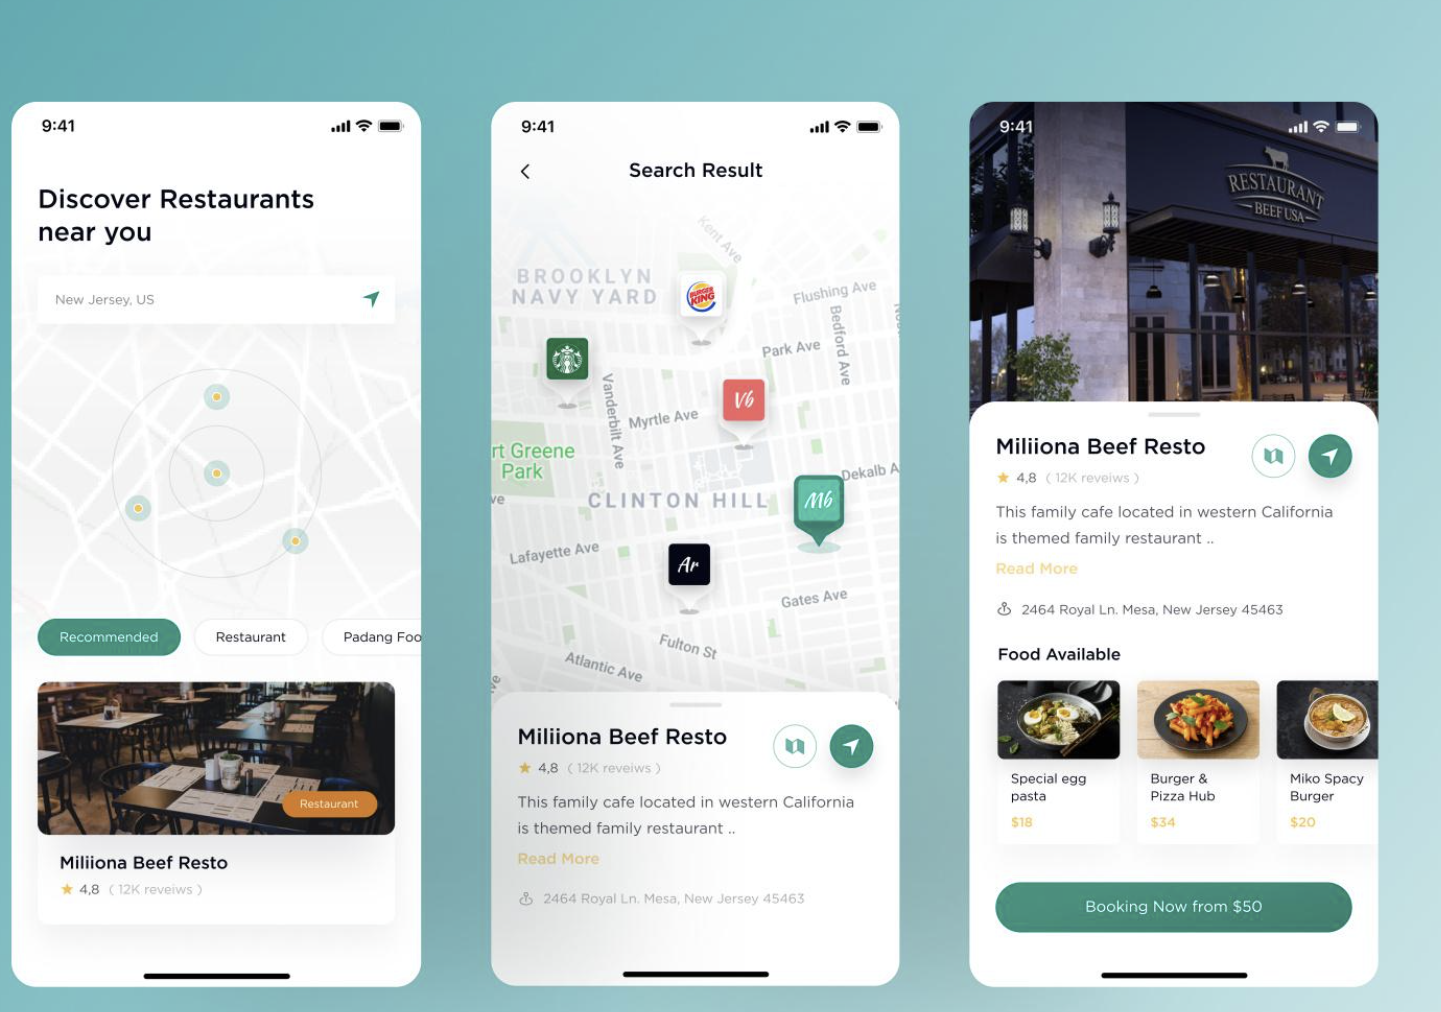 9:41
Discover Restaurants
near you
New Jersey, US
Recommended
Restaurant
Padang Foo
Restaurant
Miliiona Beef Resto
4,8 ( 12K reveiws )
9:41
Search Result
Kent Ave
BROOKLYN
NAVY YARD
BURGER
KING
Flushing Ave
Bedford Ave
Park Ave
Vanderbilt Ave
Vb
Myrtle Ave
rt Greene
Park
ve
Dekalb A
CLINTON HILL
Mb
Lafayette Ave
Ar
Gates Ave
Fulton St
Atlantic Ave
Miliiona Beef Resto
4,8 ( 12K reveiws )
This family cafe located in western California
is themed family restaurant ..
Read More
2464 Royal Ln. Mesa, New Jersey 45463
9:41
RESTAURANT
BEEF USA
Miliiona Beef Resto
4,8 ( 12K reveiws )
This family cafe located in western California
is themed family restaurant ..
Read More
2464 Royal Ln. Mesa, New Jersey 45463
Food Available
Special egg
pasta
$18
Burger &
Pizza Hub
$34
Miko Spacy
Burger
$20
Booking Now from $50